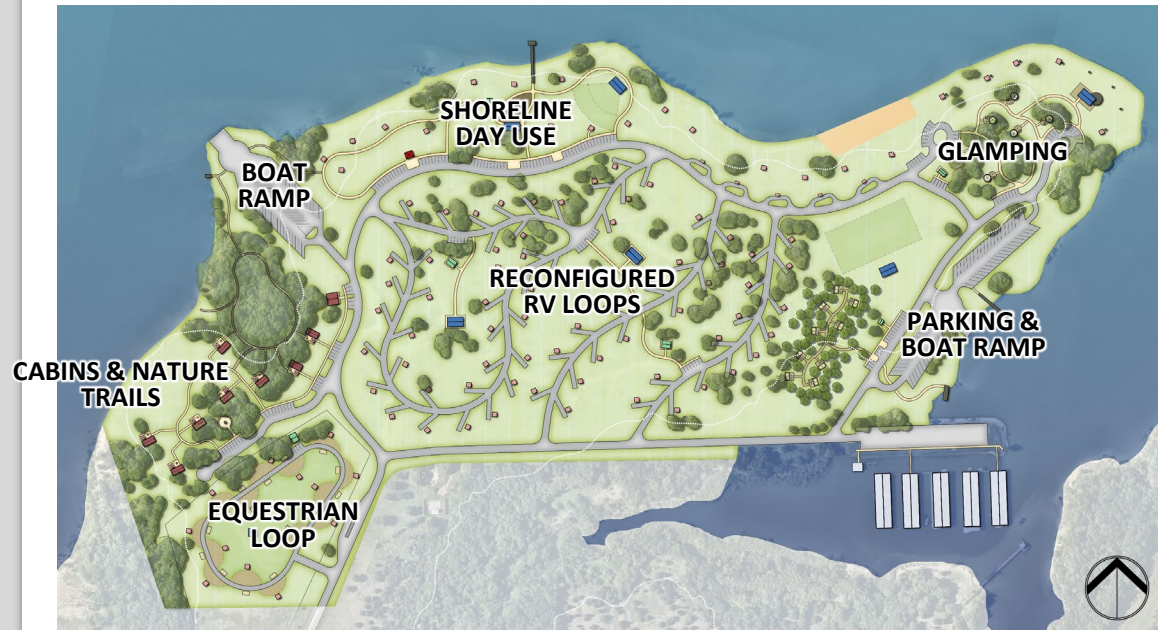 SHORELINE
DAY USE
BOAT
RAMP
GLAMPING
RECONFIGURED
RV LOOPS
PARKING &
BOAT RAMP
CABINS & NATURE
TRAILS
EQUESTRIAN
LOOP